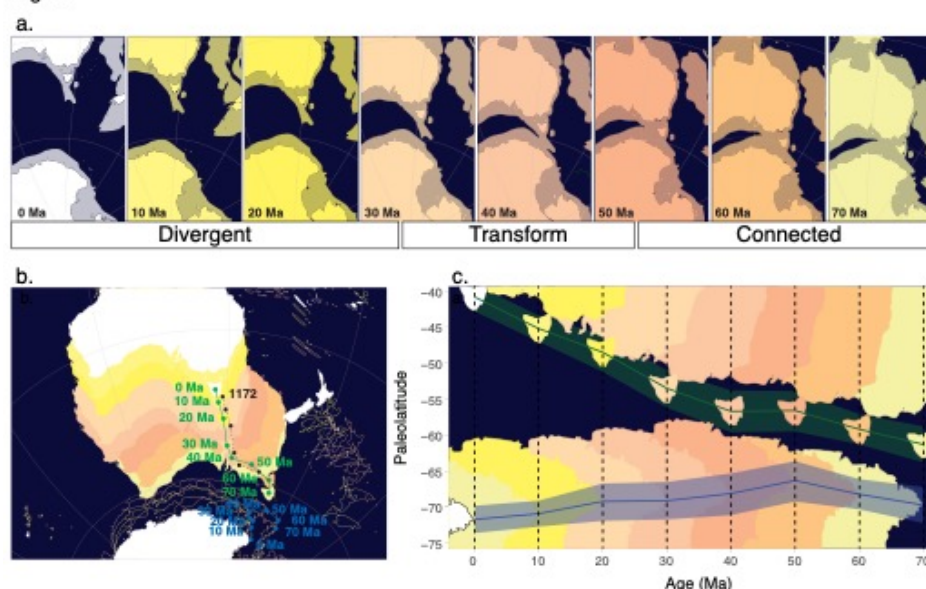 a.
0 Ma 10 Ma 20 Ma 30 Ma 40 Ma 50 Ma 60 Ma 70 Ma
Divergent Transform Connected
b.
b.
0 Ma
10 Ma
1172
20 Ma
30 Ma
40 Ma
50 Ma
60 Ma
70 Ma
50 Ma
20 Ma
60 Ma
10 Ma
70 Ma
c.
Paleolatitude
-40
-45
-50
-55
-60
-65
-70
-75
0 10 20 30 40 50 60 70
Age (Ma)